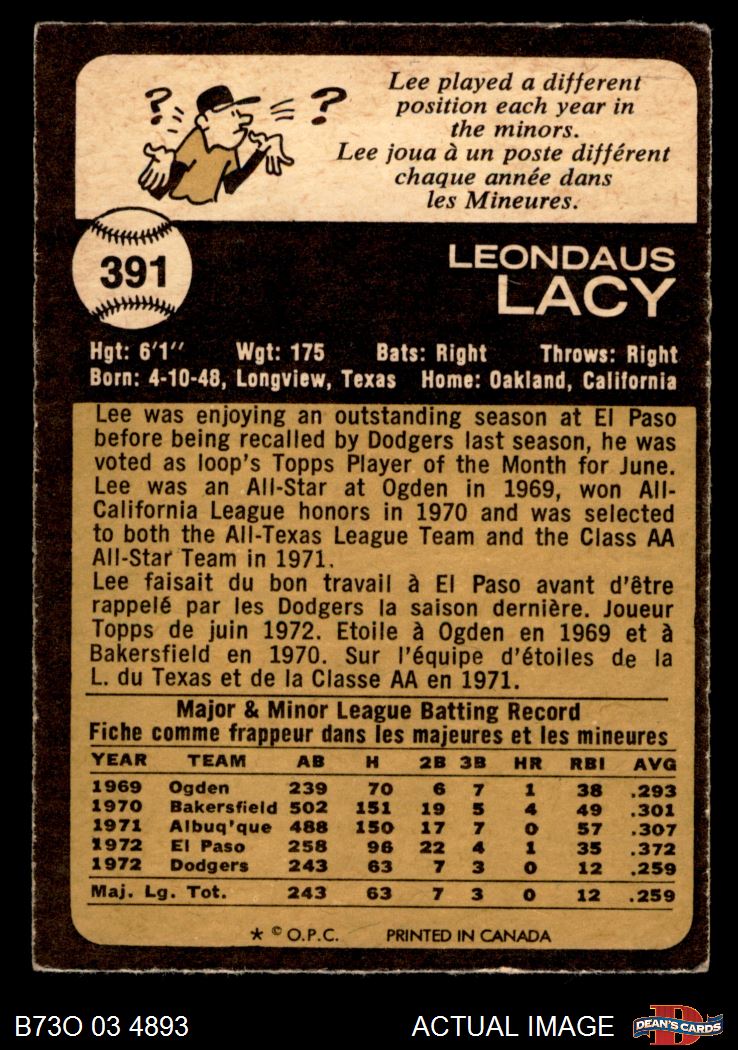 ?
?
Lee played a different
position each year in
the minors.
Lee joua à un poste différent
chaque année dans
les Mineures.
391
LEONDAUS
LACY
Hgt: 6'1" Wgt: 175 Bats: Right Throws: Right
Born: 4-10-48, Longview, Texas Home: Oakland, California
Lee was enjoying an outstanding season at El Paso
before being recalled by Dodgers last season, he was
voted as loop's Topps Player of the Month for June.
Lee was an All-Star at Ogden in 1969, won All-
California League honors in 1970 and was selected
to both the All-Texas League Team and the Class AA
All-Star Team in 1971.
Lee faisait du bon travail à El Paso avant d'être
rappelé par les Dodgers la saison dernière. Joueur
Topps de juin 1972. Etoile à Ogden en 1969 et à
Bakersfield en 1970. Sur l'équipe d'étoiles de la
L. du Texas et de la Classe AA en 1971.
Major & Minor League Batting Record
Fiche comme frappeur dans les majeures et les mineures
YEAR TEAM AB H 2B 3B HR RBI AVG
1969 Ogden 239 70 6 7 1 38 .293
1970 Bakersfield 502 151 19 5 4 49 .301
1971 Albuq'que 488 150 17 7 0 57 .307
1972 El Paso 258 96 22 4 1 35 .372
1972 Dodgers 243 63 7 3 0 12 .259
Maj. Lg. Tot. 243 63 7 3 0 12 .259
* © O.P.C. PRINTED IN CANADA
B73O 03 4893 ACTUAL IMAGE D DEAN'S CARDS